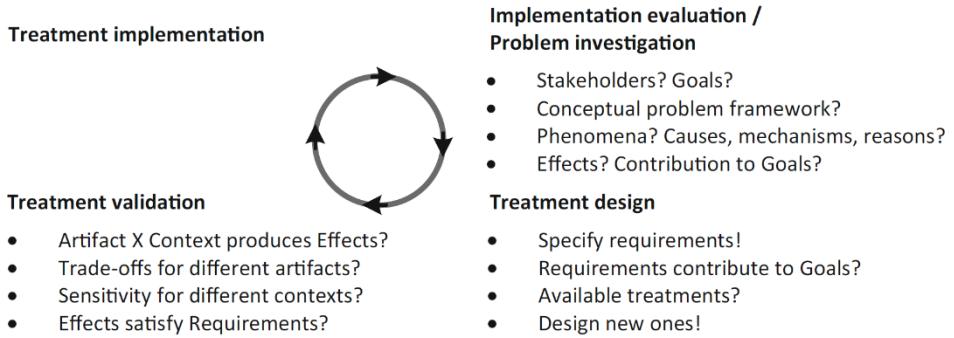 Treatment implementation
Implementation evaluation /
Problem investigation
• Stakeholders? Goals?
• Conceptual problem framework?
• Phenomena? Causes, mechanisms, reasons?
• Effects? Contribution to Goals?
Treatment validation
• Artifact X Context produces Effects?
• Trade-offs for different artifacts?
• Sensitivity for different contexts?
• Effects satisfy Requirements?
Treatment design
• Specify requirements!
• Requirements contribute to Goals?
• Available treatments?
• Design new ones!